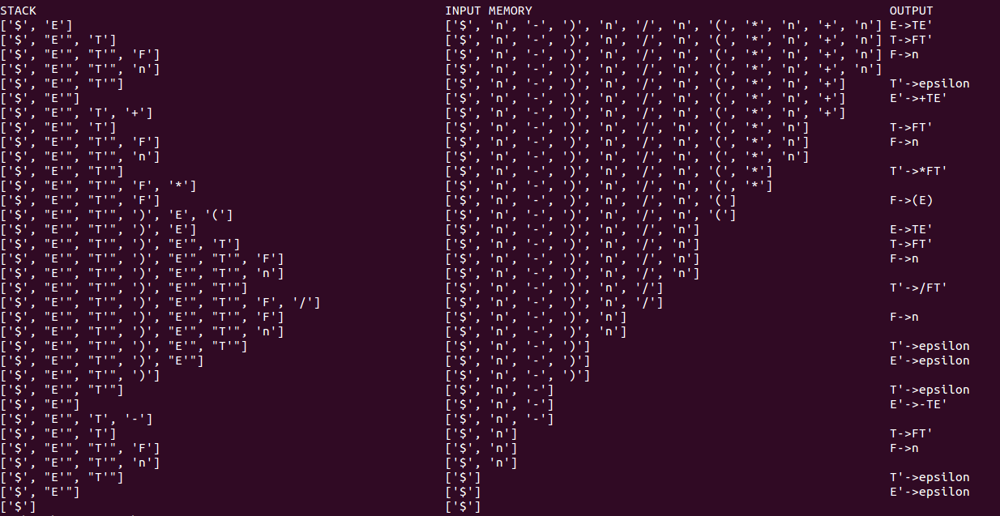 STACK INPUT MEMORY OUTPUT
['$', 'E'] ['$', 'n', '-', ')', 'n', '/', 'n', '(', '*', 'n', '+', 'n'] E->TE'
['$', "E'", 'T'] ['$', 'n', '-', ')', 'n', '/', 'n', '(', '*', 'n', '+', 'n'] T->FT'
['$', "E'", "T'", 'F'] ['$', 'n', '-', ')', 'n', '/', 'n', '(', '*', 'n', '+', 'n'] F->n
['$', "E'", "T'", 'n'] ['$', 'n', '-', ')', 'n', '/', 'n', '(', '*', 'n', '+', 'n']
['$', "E'", "T'"] ['$', 'n', '-', ')', 'n', '/', 'n', '(', '*', 'n', '+'] T'->epsilon
['$', "E'"] ['$', 'n', '-', ')', 'n', '/', 'n', '(', '*', 'n', '+'] E'->+TE'
['$', "E'", 'T', '+'] ['$', 'n', '-', ')', 'n', '/', 'n', '(', '*', 'n', '+']
['$', "E'", 'T'] ['$', 'n', '-', ')', 'n', '/', 'n', '(', '*', 'n'] T->FT'
['$', "E'", "T'", 'F'] ['$', 'n', '-', ')', 'n', '/', 'n', '(', '*', 'n'] F->n
['$', "E'", "T'", 'n'] ['$', 'n', '-', ')', 'n', '/', 'n', '(', '*', 'n']
['$', "E'", "T'"] ['$', 'n', '-', ')', 'n', '/', 'n', '(', '*'] T'->*FT'
['$', "E'", "T'", 'F', '*'] ['$', 'n', '-', ')', 'n', '/', 'n', '(', '*']
['$', "E'", "T'", 'F'] ['$', 'n', '-', ')', 'n', '/', 'n', '('] F->(E)
['$', "E'", "T'", ')', 'E', '('] ['$', 'n', '-', ')', 'n', '/', 'n', '(']
['$', "E'", "T'", ')', 'E'] ['$', 'n', '-', ')', 'n', '/', 'n'] E->TE'
['$', "E'", "T'", ')', "E'", 'T'] ['$', 'n', '-', ')', 'n', '/', 'n'] T->FT'
['$', "E'", "T'", ')', "E'", "T'", 'F'] ['$', 'n', '-', ')', 'n', '/', 'n'] F->n
['$', "E'", "T'", ')', "E'", "T'", 'n'] ['$', 'n', '-', ')', 'n', '/', 'n']
['$', "E'", "T'", ')', "E'", "T'"] ['$', 'n', '-', ')', 'n', '/'] T'->/FT'
['$', "E'", "T'", ')', "E'", "T'", 'F', '/'] ['$', 'n', '-', ')', 'n', '/']
['$', "E'", "T'", ')', "E'", "T'", 'F'] ['$', 'n', '-', ')', 'n'] F->n
['$', "E'", "T'", ')', "E'", "T'", 'n'] ['$', 'n', '-', ')', 'n']
['$', "E'", "T'", ')', "E'", "T'"] ['$', 'n', '-', ')'] T'->epsilon
['$', "E'", "T'", ')', "E'"] ['$', 'n', '-', ')'] E'->epsilon
['$', "E'", "T'", ')'] ['$', 'n', '-', ')']
['$', "E'", "T'"] ['$', 'n', '-'] T'->epsilon
['$', "E'"] ['$', 'n', '-'] E'->-TE'
['$', "E'", 'T', '-'] ['$', 'n', '-']
['$', "E'", 'T'] ['$', 'n'] T->FT'
['$', "E'", "T'", 'F'] ['$', 'n'] F->n
['$', "E'", "T'", 'n'] ['$', 'n']
['$', "E'", "T'"] ['$'] T'->epsilon
['$', "E'"] ['$'] E'->epsilon
['$'] ['$']